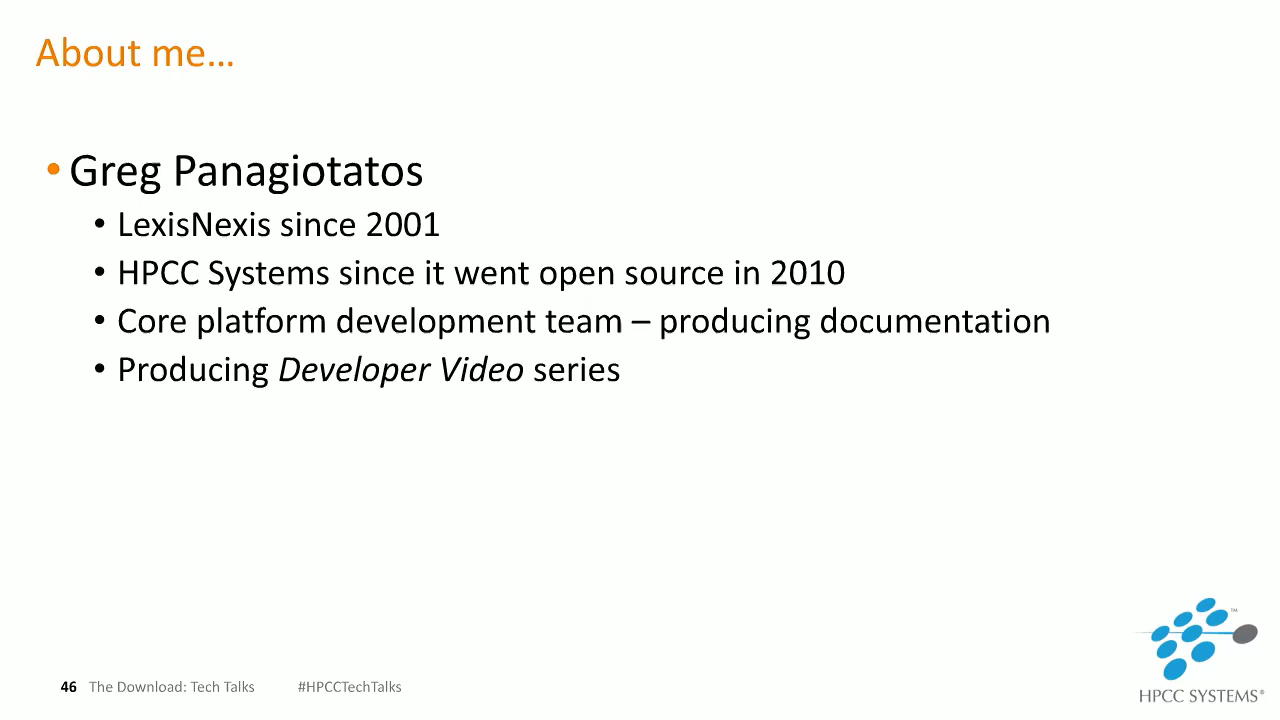 About me…
• Greg Panagiotatos
• LexisNexis since 2001
• HPCC Systems since it went open source in 2010
• Core platform development team – producing documentation
• Producing Developer Video series
46 The Download: Tech Talks #HPCCTechTalks
™
HPCC SYSTEMS®